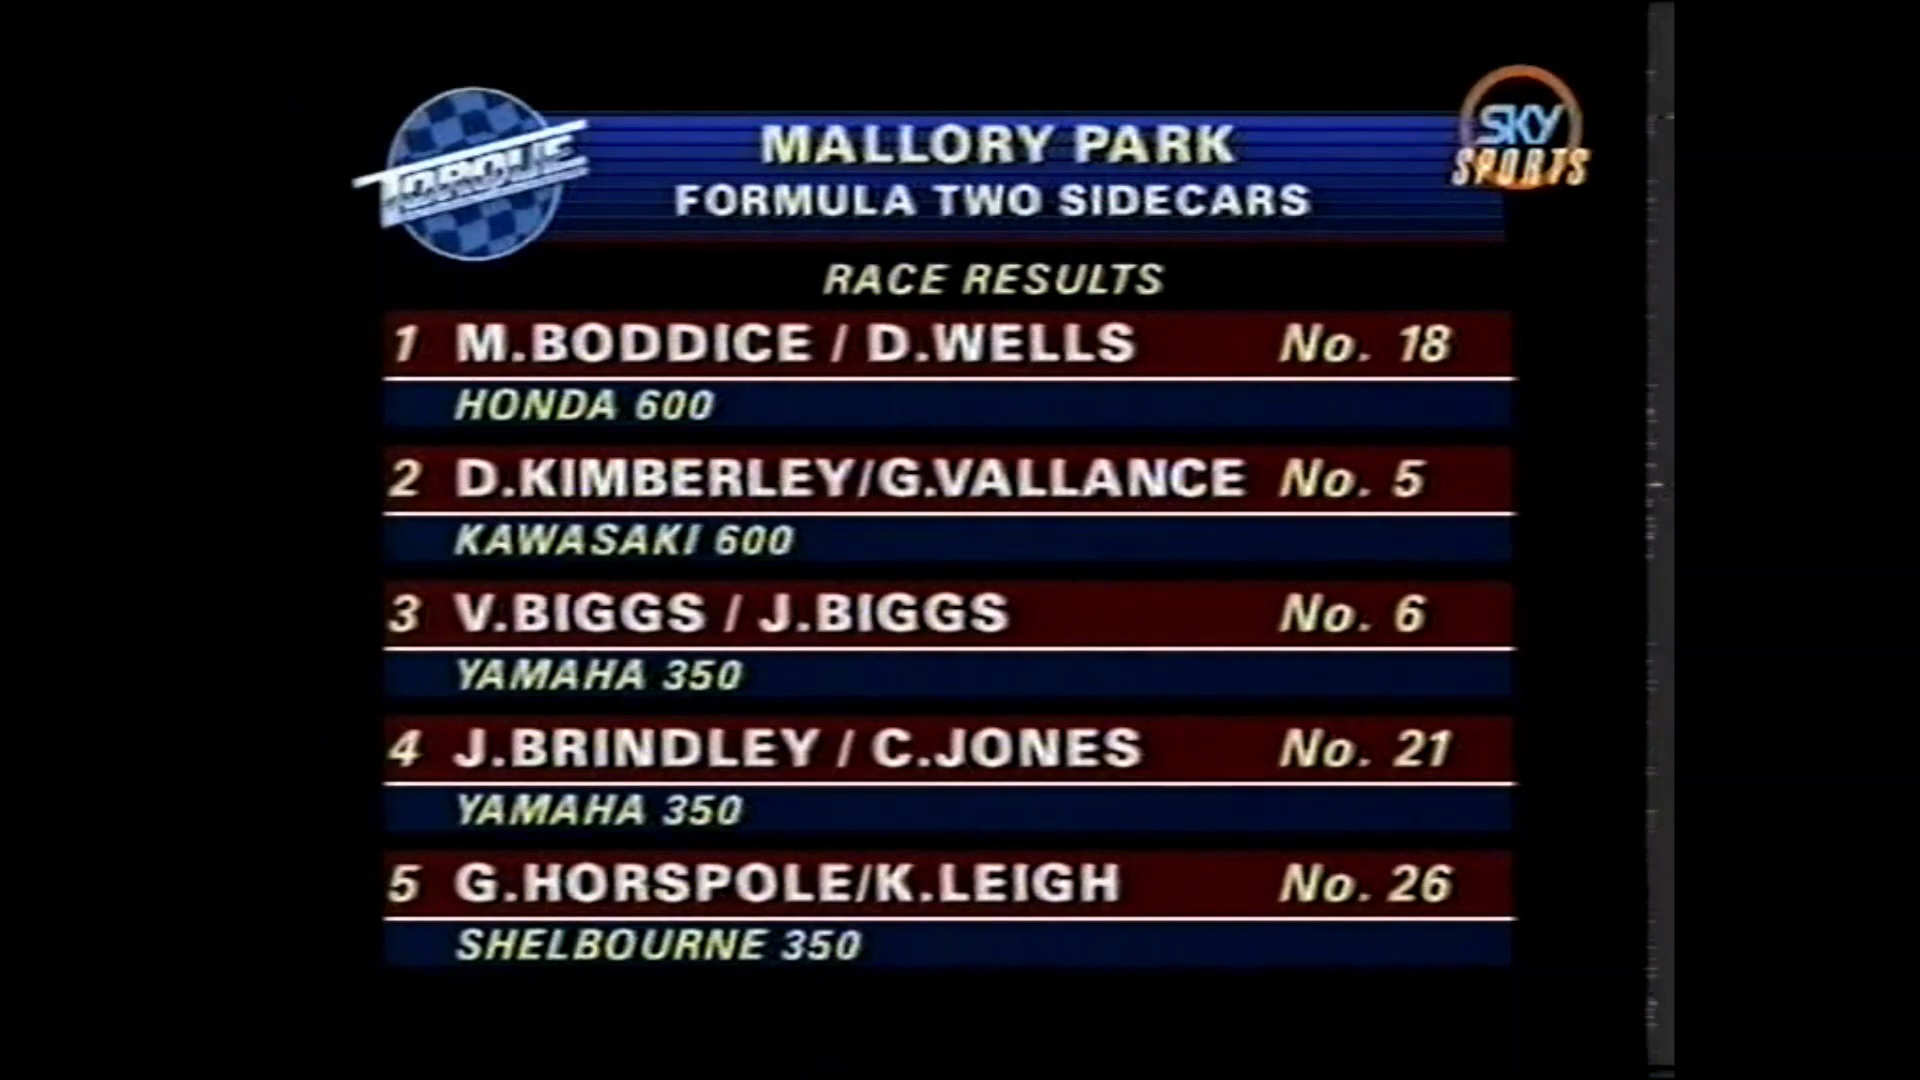 TORQUE
MALLORY PARK
FORMULA TWO SIDECARS
SKY
SPORTS
RACE RESULTS
1 M.BODDICE / D.WELLS No. 18
HONDA 600
2 D.KIMBERLEY/G.VALLANCE No. 5
KAWASAKI 600
3 V.BIGGS / J.BIGGS No. 6
YAMAHA 350
4 J.BRINDLEY / C.JONES No. 21
YAMAHA 350
5 G.HORSPOLE/K.LEIGH No. 26
SHELBOURNE 350